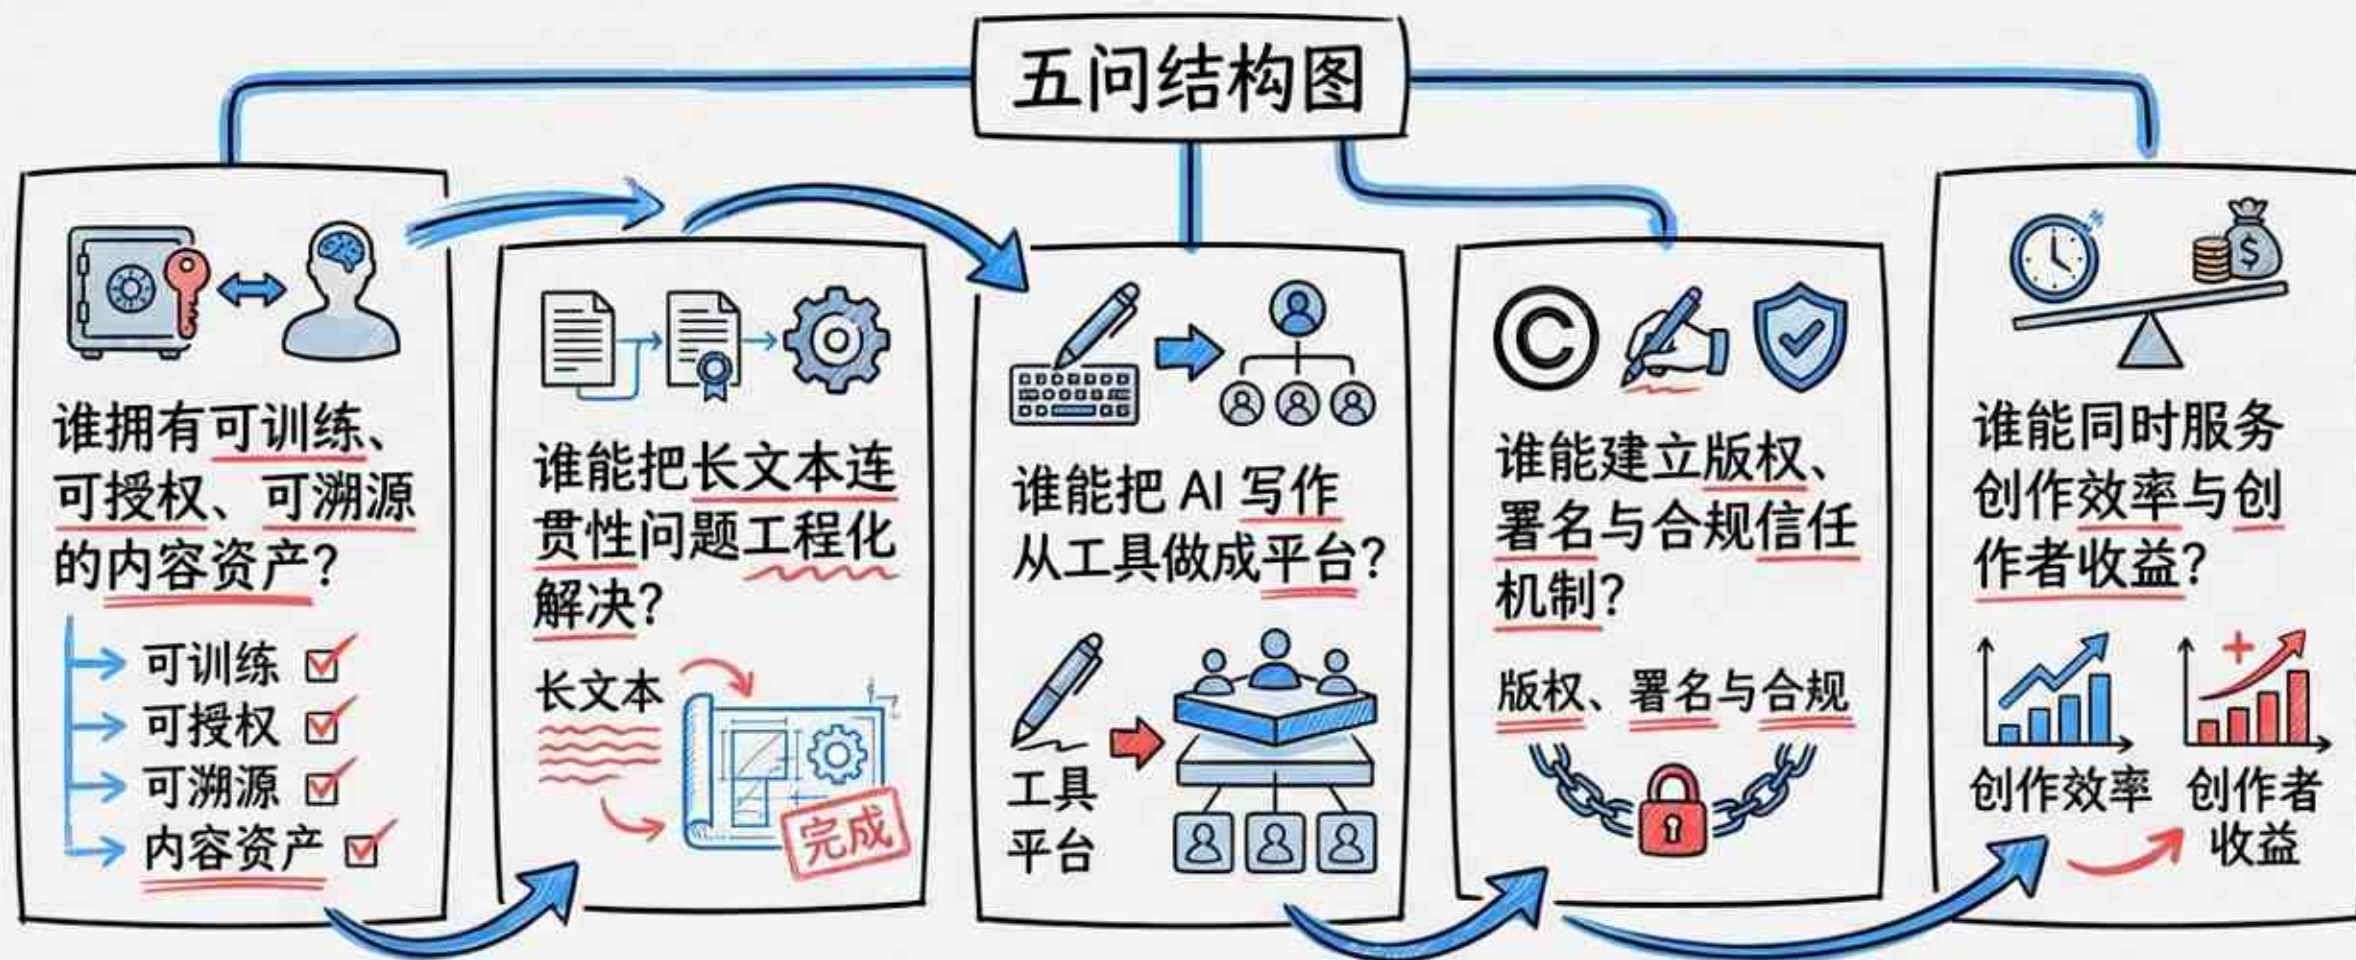 五问结构图
谁拥有可训练、
可授权、可溯源
的内容资产?
可训练
可授权
可溯源
内容资产
谁能把长文本连
贯性问题工程化
解决?
长文本
完成
谁能把 AI 写作
从工具做成平台?
工具
平台
C
谁能建立版权、
署名与合规信任
机制?
版权、署名与合规
$
谁能同时服务
创作效率与创
作者收益?
创作效率
创作者
收益